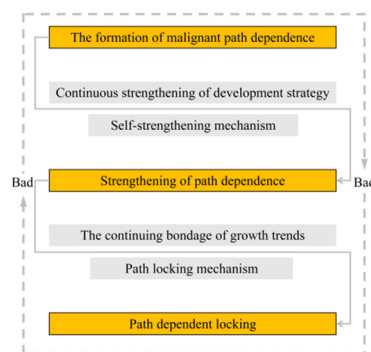 The formation of malignant path dependence
Continuous strengthening of development strategy
Self-strengthening mechanism
Bad
Strengthening of path dependence
Bad
The continuing bondage of growth trends
Path locking mechanism
Path dependent locking